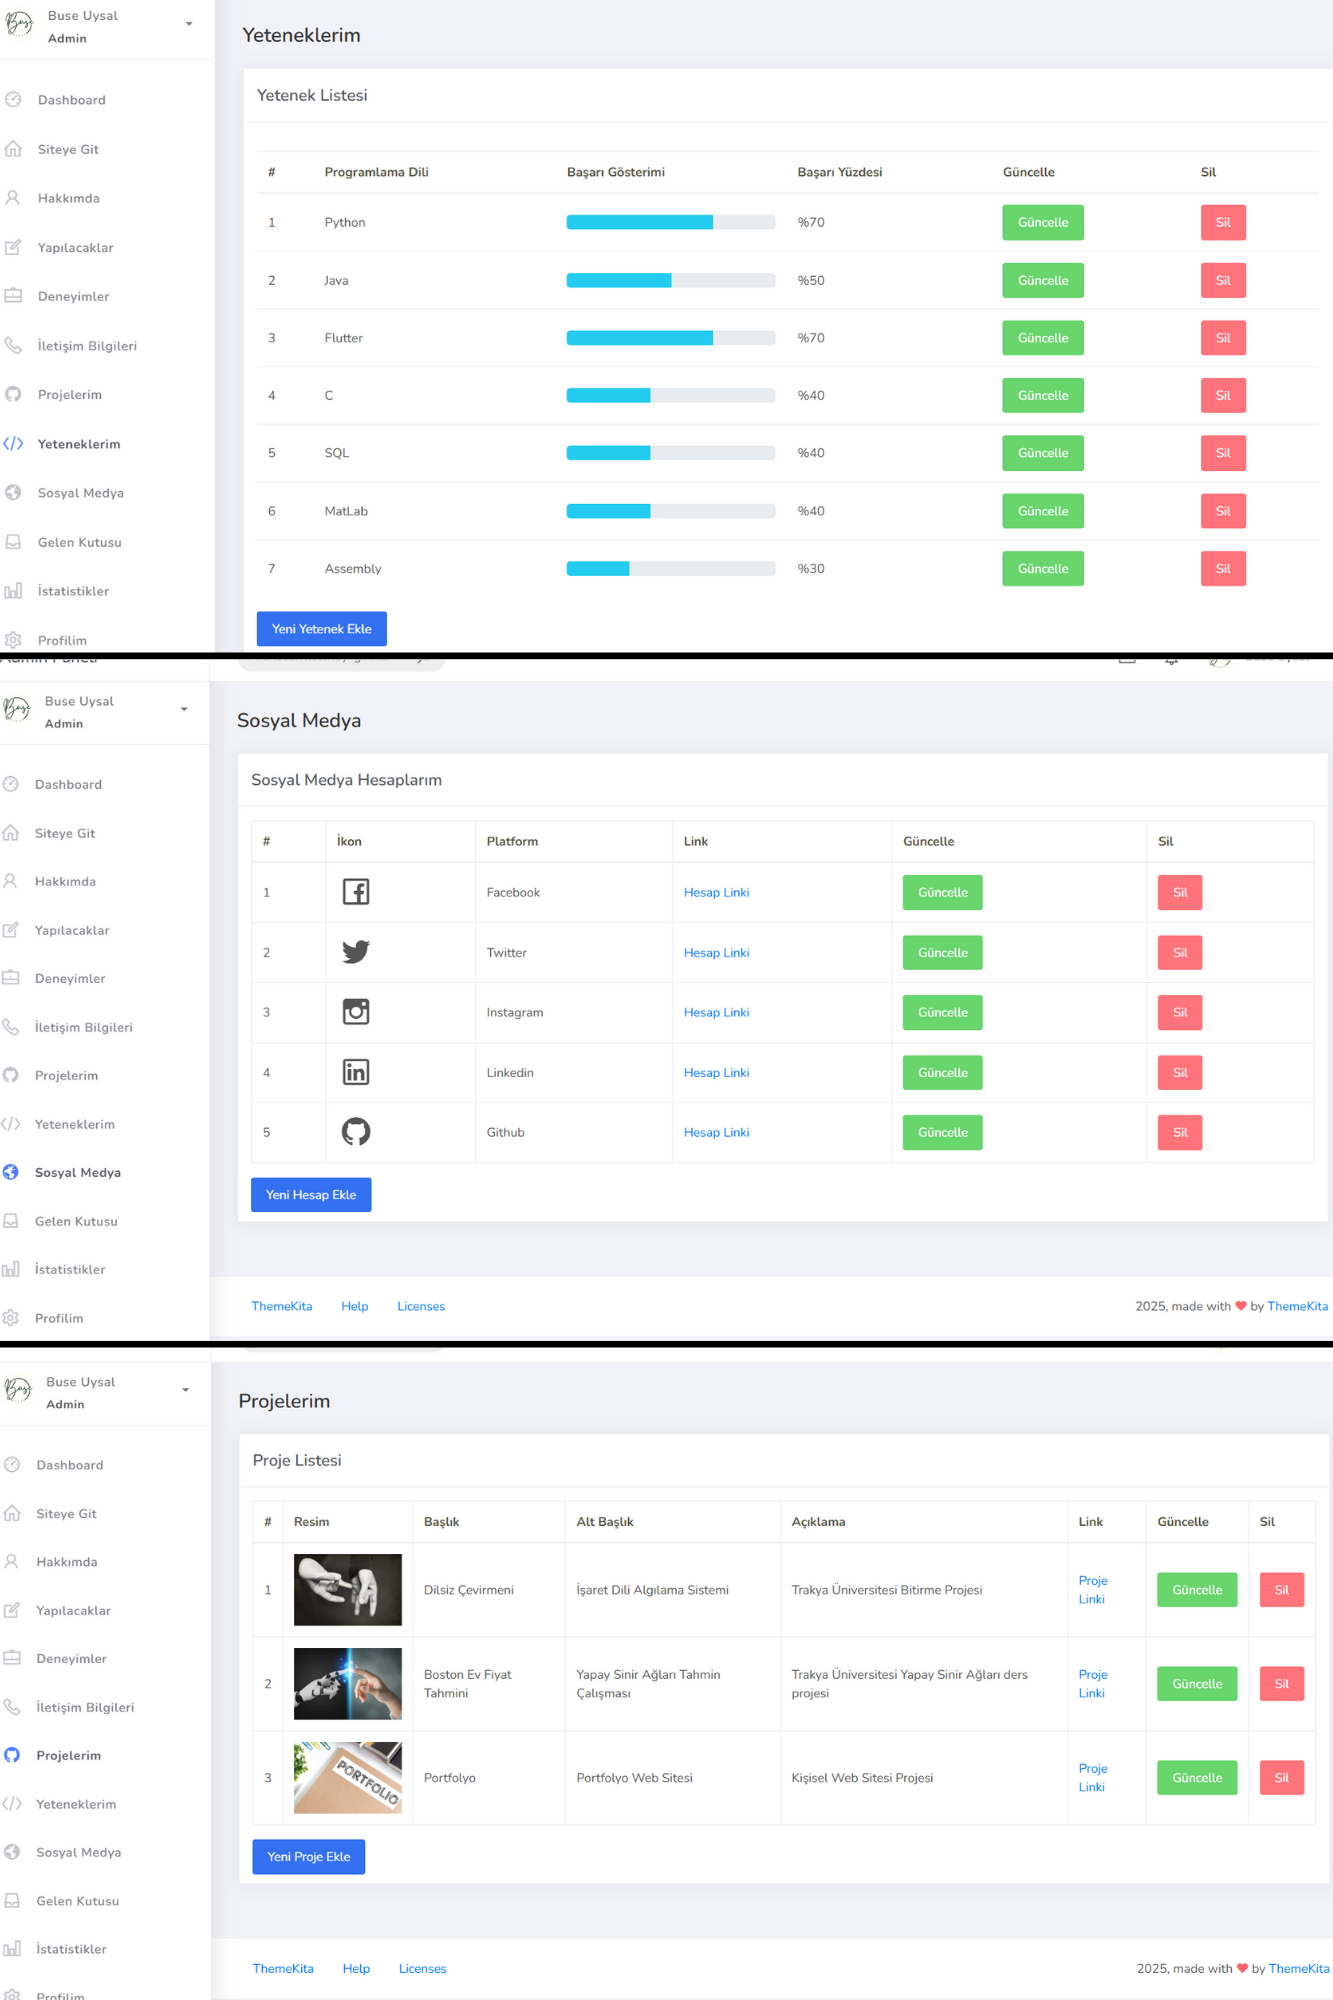 Buse Uysal
Admin
Dashboard
Siteye Git
Hakkımda
Yapılacaklar
Deneyimler
İletişim Bilgileri
Projelerim
Yeteneklerim
Sosyal Medya
Gelen Kutusu
İstatistikler
Profilim
Yeteneklerim
Yetenek Listesi
# Programlama Dili Başarı Gösterimi Başarı Yüzdesi Güncelle Sil
1 Python %70 Güncelle Sil
2 Java %50 Güncelle Sil
3 Flutter %70 Güncelle Sil
4 C %40 Güncelle Sil
5 SQL %40 Güncelle Sil
6 MatLab %40 Güncelle Sil
7 Assembly %30 Güncelle Sil
Yeni Yetenek Ekle
Admin Paneli
Buse Uysal
Admin
Dashboard
Siteye Git
Hakkımda
Yapılacaklar
Deneyimler
İletişim Bilgileri
Projelerim
Yeteneklerim
Sosyal Medya
Gelen Kutusu
İstatistikler
Profilim
Sosyal Medya
Sosyal Medya Hesaplarım
# İkon Platform Link Güncelle Sil
1 Facebook Hesap Linki Güncelle Sil
2 Twitter Hesap Linki Güncelle Sil
3 Instagram Hesap Linki Güncelle Sil
4 Linkedin Hesap Linki Güncelle Sil
5 Github Hesap Linki Güncelle Sil
Yeni Hesap Ekle
ThemeKita Help Licenses 2025, made with ❤ by ThemeKita
Buse Uysal
Admin
Dashboard
Siteye Git
Hakkımda
Yapılacaklar
Deneyimler
İletişim Bilgileri
Projelerim
Yeteneklerim
Sosyal Medya
Gelen Kutusu
İstatistikler
Profilim
Projelerim
Proje Listesi
# Resim Başlık Alt Başlık Açıklama Link Güncelle Sil
1 Dilsiz Çevirmeni İşaret Dili Algılama Sistemi Trakya Üniversitesi Bitirme Projesi Proje
Linki Güncelle Sil
2 Boston Ev Fiyat
Tahmini Yapay Sinir Ağları Tahmin
Çalışması Trakya Üniversitesi Yapay Sinir Ağları ders
projesi Proje
Linki Güncelle Sil
3 PORTFOLIO Portfolyo Portfolyo Web Sitesi Kişisel Web Sitesi Projesi Proje
Linki Güncelle Sil
Yeni Proje Ekle
ThemeKita Help Licenses 2025, made with ❤ by ThemeKita